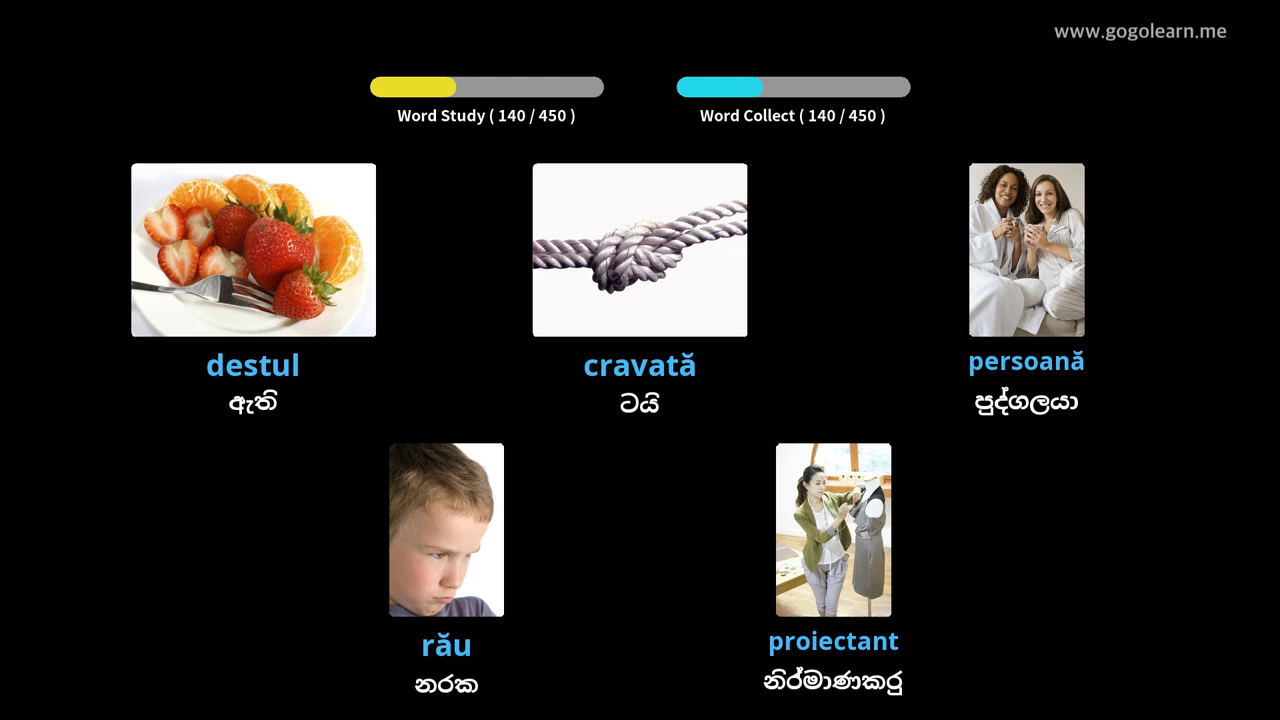 www.gogolearn.me
Word Study ( 140 / 450 )
Word Collect ( 140 / 450 )
destul
ඇති
cravată
ටයි
persoană
පුද්ගලයා
rău
නරක
proiectant
නිර්මාණකරු